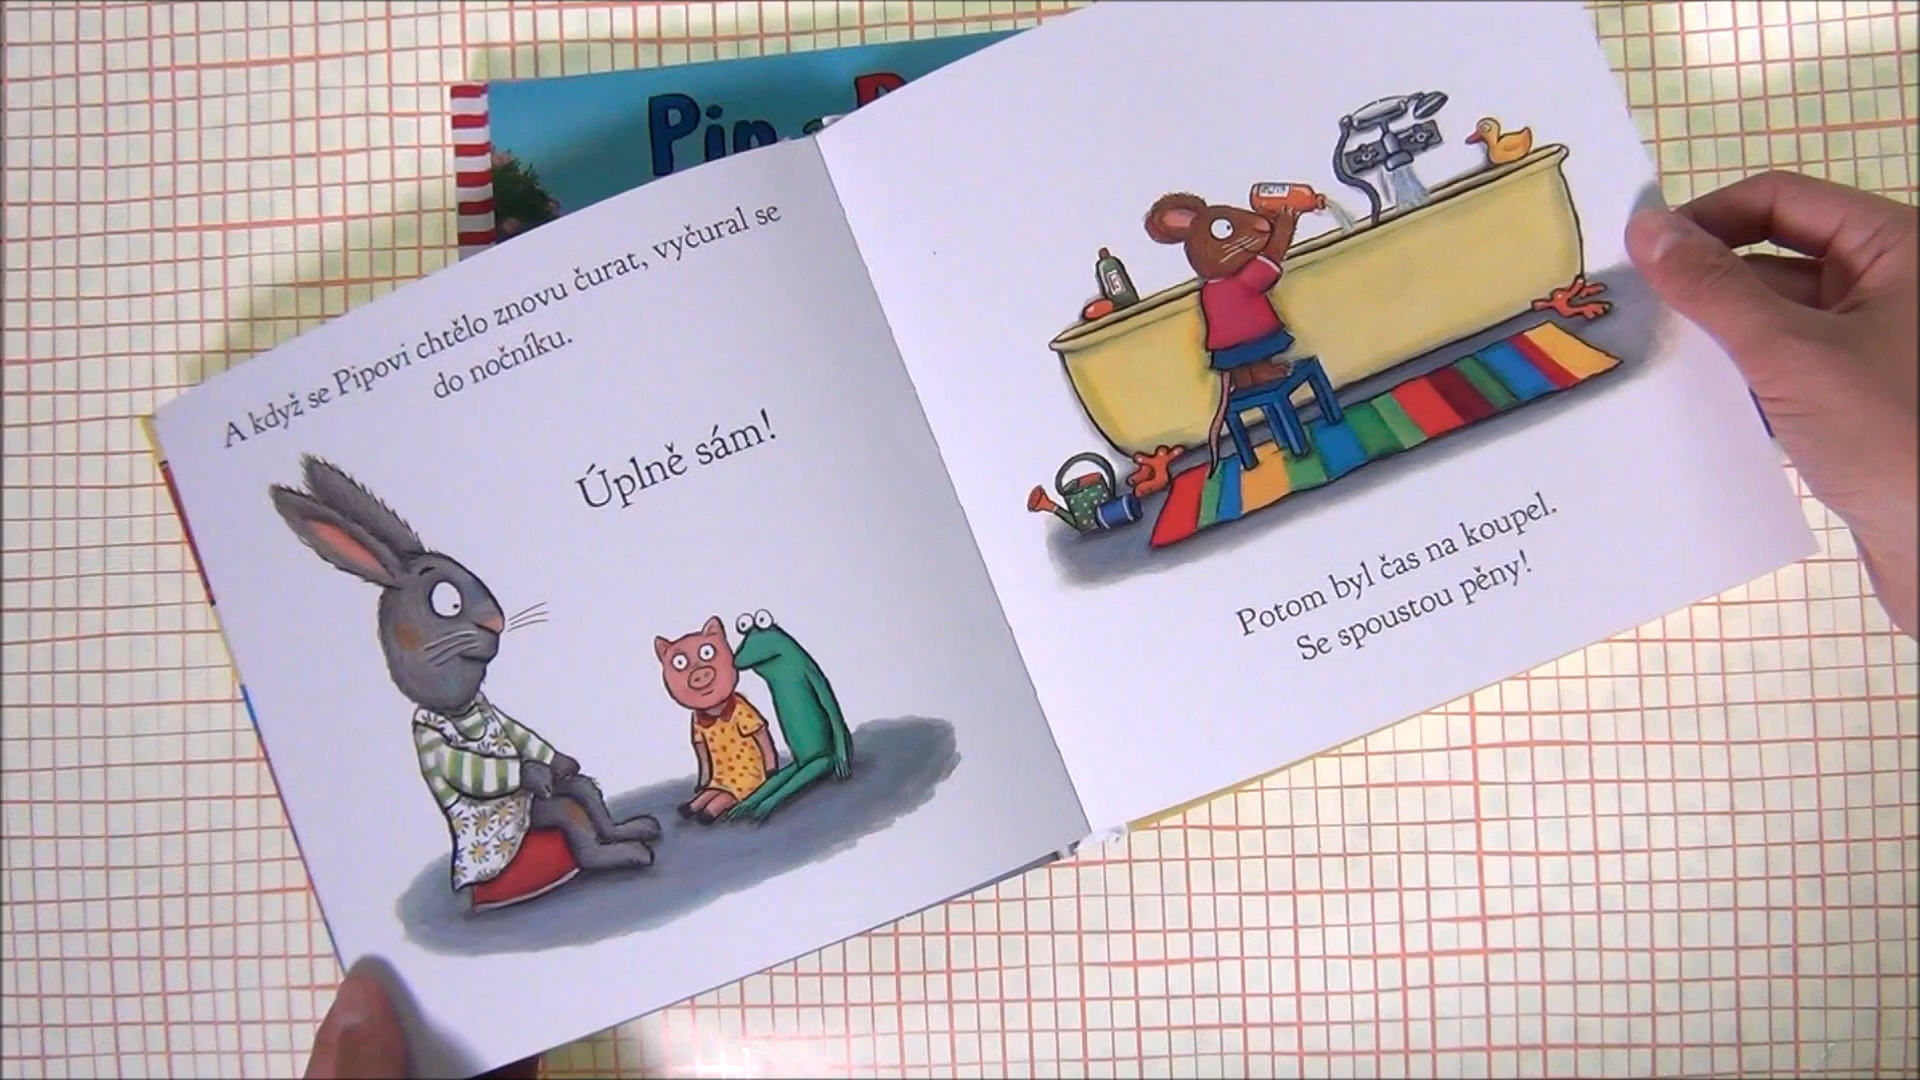 Pip a
A když se Pipovi chtělo znovu čurat, vyčural se
do nočníku.
Úplně sám!
Potom byl čas na koupel.
Se spoustou pěny!